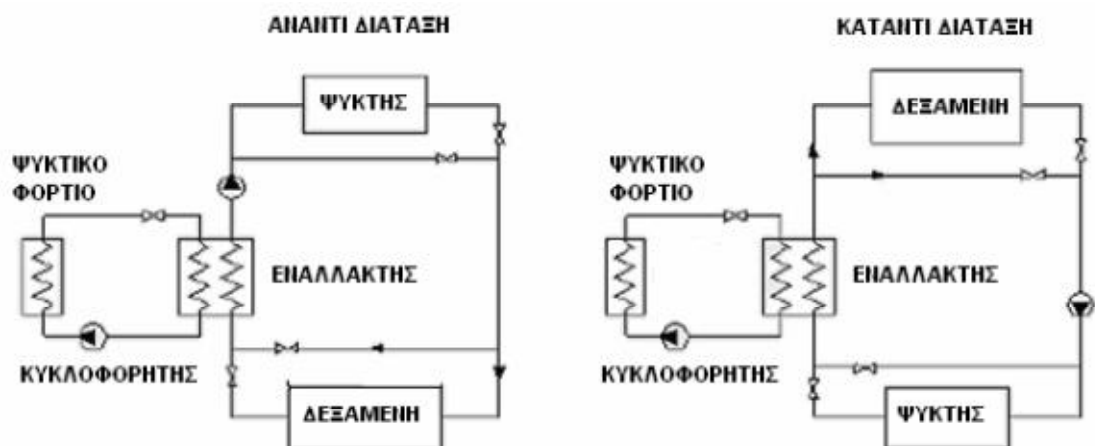 ΑΝΑΝΤΙ ΔΙΑΤΑΞΗ
ΨΥΚΤΗΣ
ΨΥΚΤΙΚΟ
ΦΟΡΤΙΟ
ΕΝΑΛΛΑΚΤΗΣ
ΚΥΚΛΟΦΟΡΗΤΗΣ
ΔΕΞΑΜΕΝΗ
ΚΑΤΑΝΤΙ ΔΙΑΤΑΞΗ
ΔΕΞΑΜΕΝΗ
ΨΥΚΤΙΚΟ
ΦΟΡΤΙΟ
ΕΝΑΛΛΑΚΤΗΣ
ΚΥΚΛΟΦΟΡΗΤΗΣ
ΨΥΚΤΗΣ